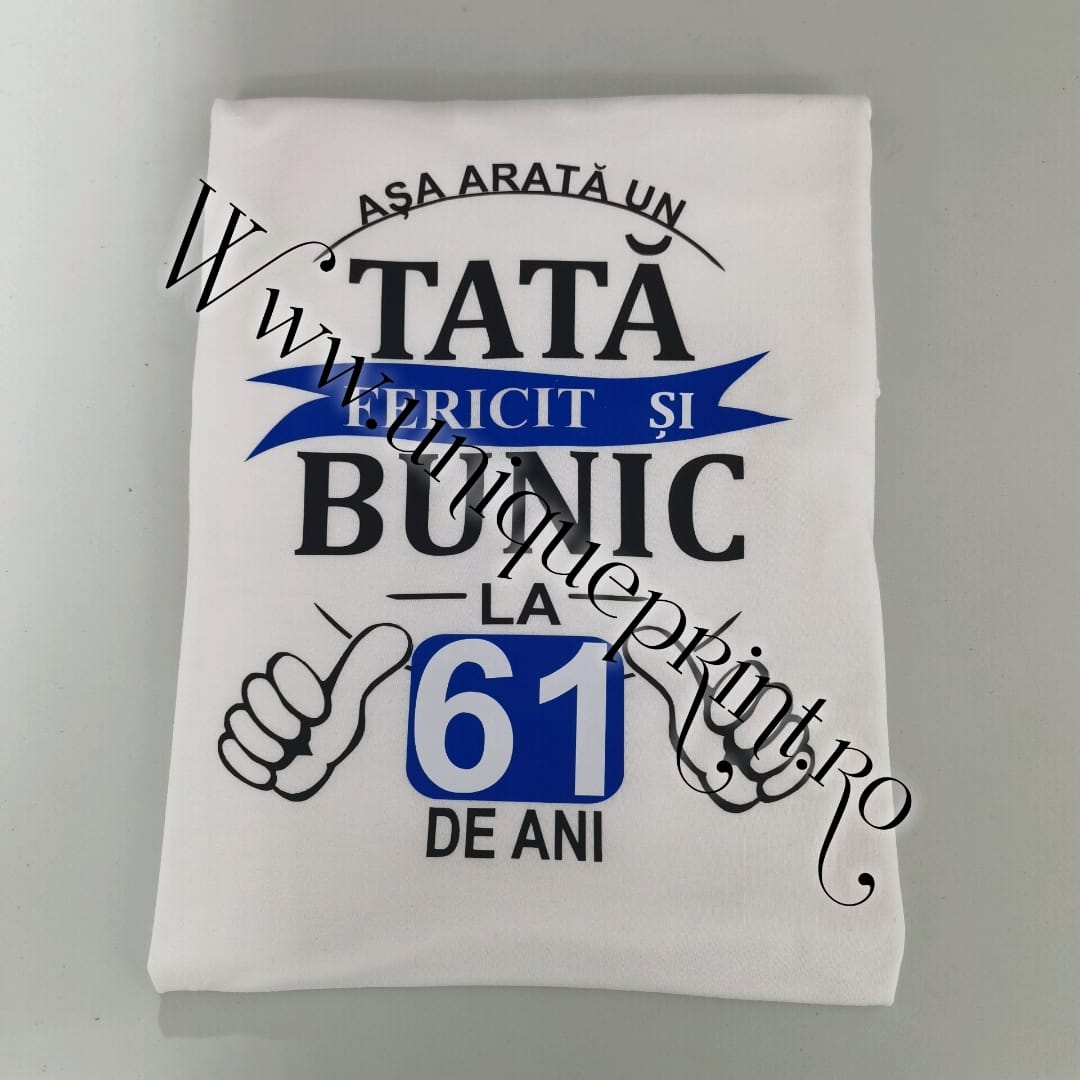 AȘA ARATĂ UN
TATĂ
FERICIT ȘI
BUNIC
LA
61
DE ANI
Www.uniqueprint.ro